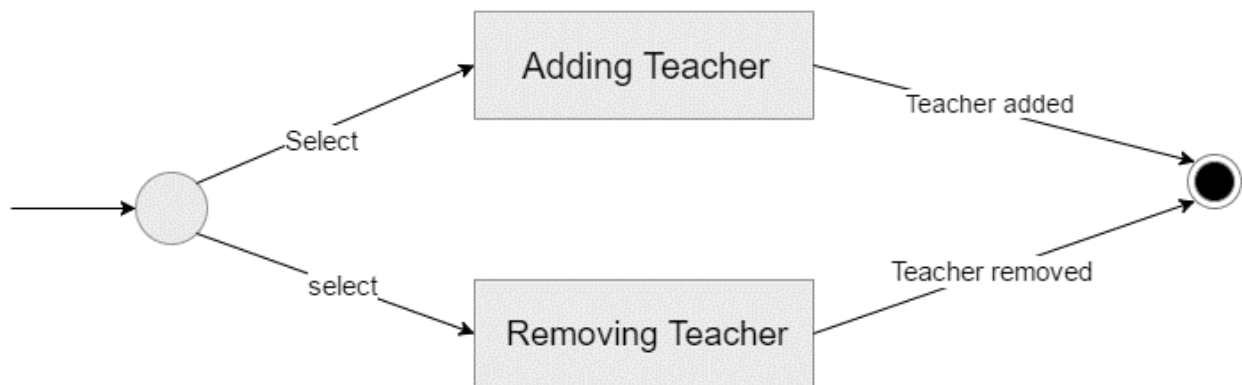 Adding Teacher
Teacher added
Select
select
Teacher removed
Removing Teacher